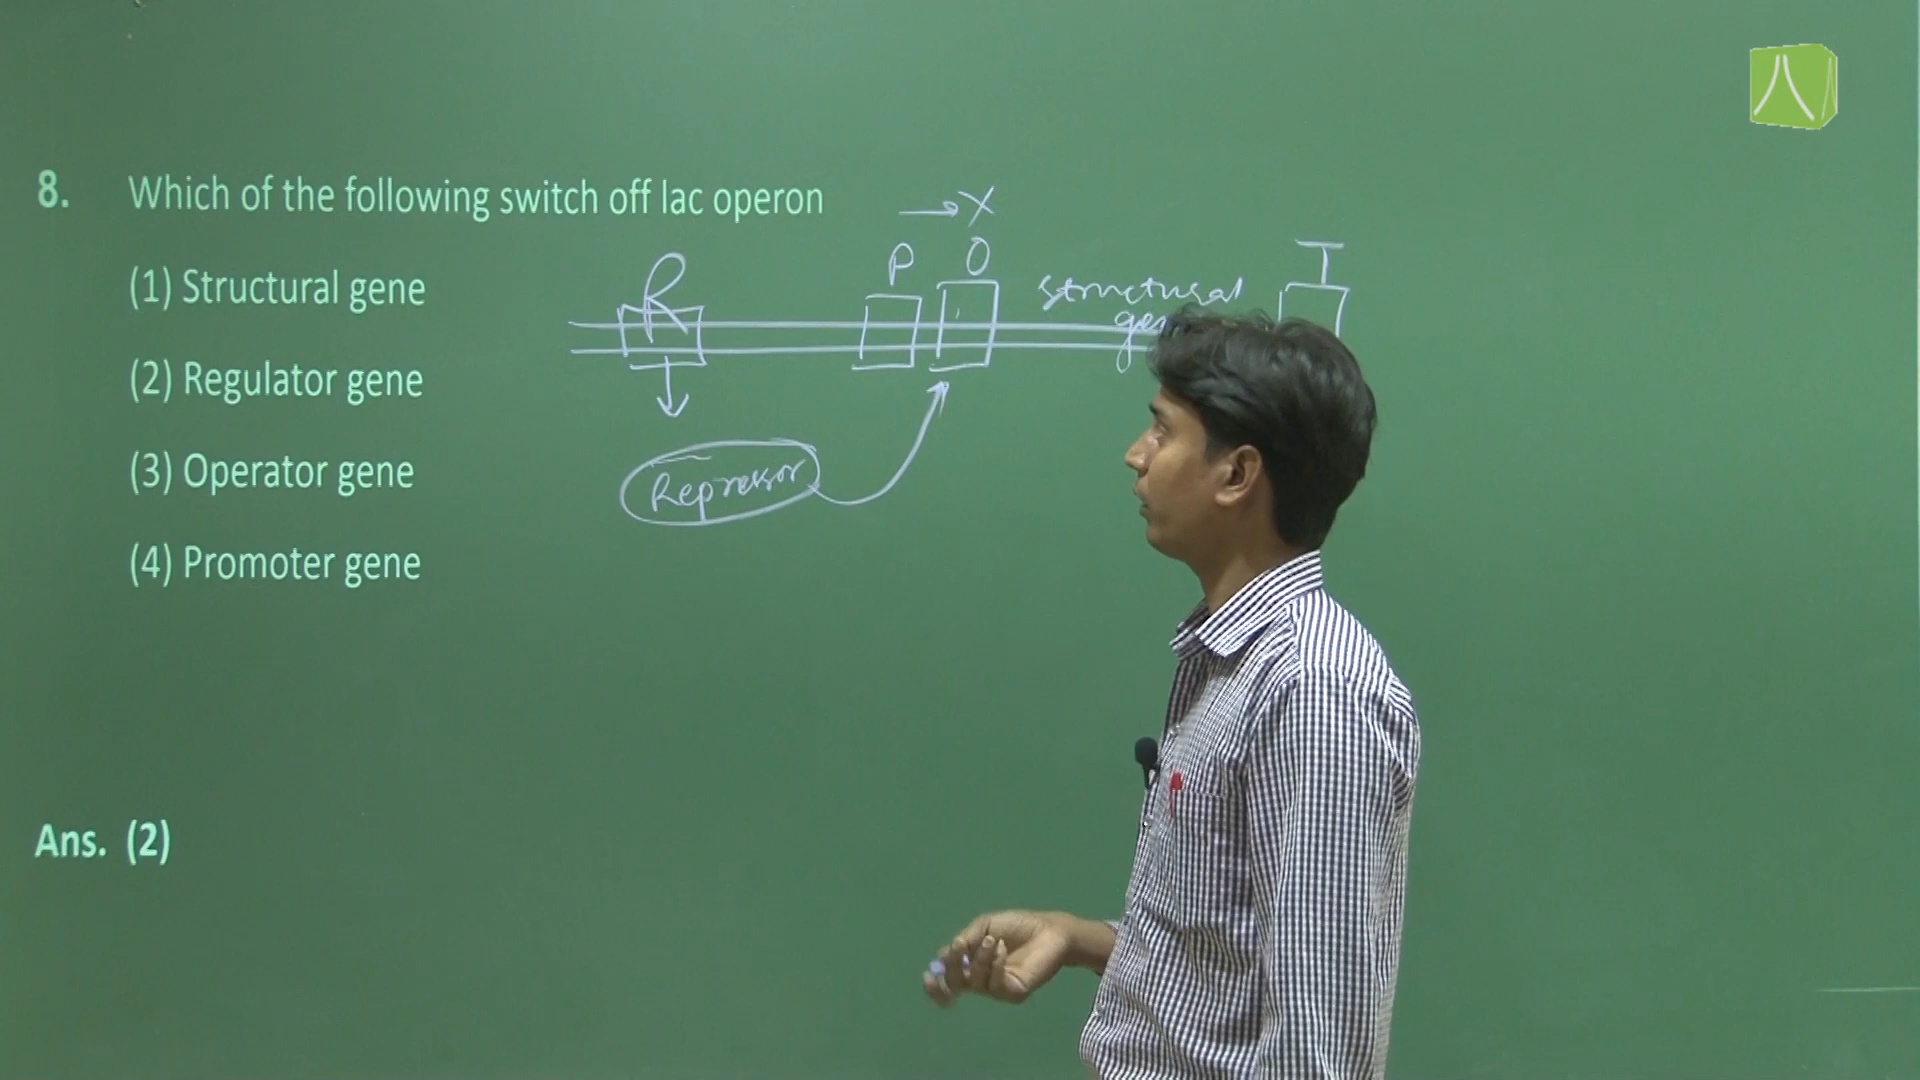 8. Which of the following switch off lac operon
(1) Structural gene
(2) Regulator gene
(3) Operator gene
(4) Promoter gene
Ans. (2)
→ X
R
P
O
structural
T
Repressor